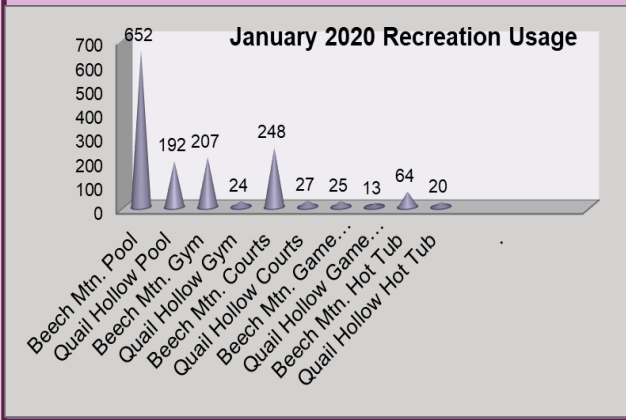 January 2020 Recreation Usage
700
600
500
400
300
200
100
0
652
192
207
24
248
27
25
13
64
20
Beech Mtn. Pool
Quail Hollow Pool
Beech Mtn. Gym
Quail Hollow Gym
Beech Mtn. Courts
Quail Hollow Courts
Beech Mtn. Game...
Quail Hollow Game...
Beech Mtn. Hot Tub
Quail Hollow Hot Tub
.